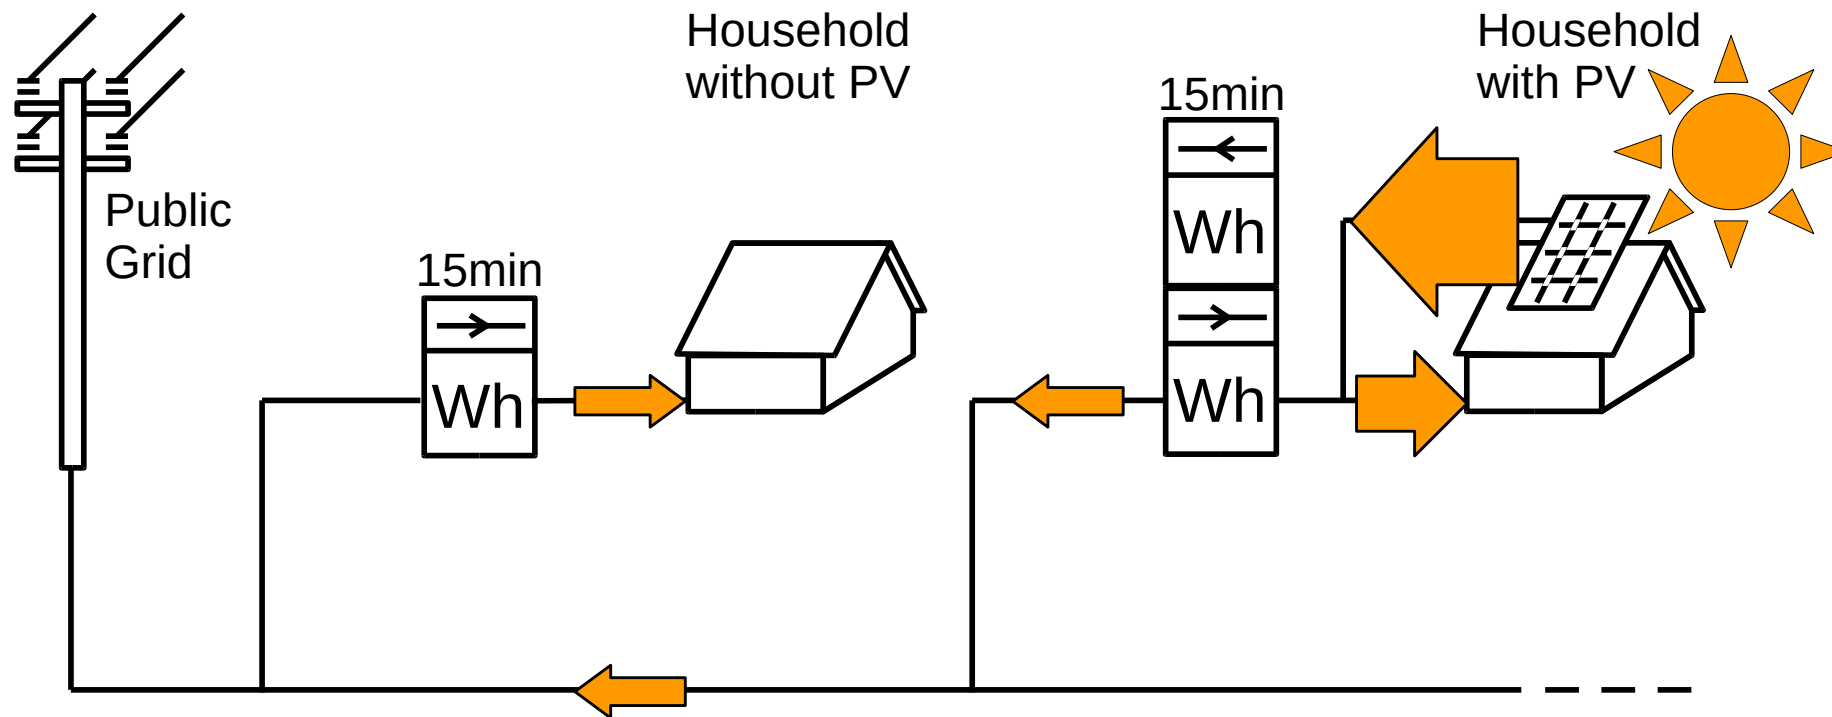 Household
without PV
Household
with PV
15min
Wh
Wh
Public
Grid
15min
Wh